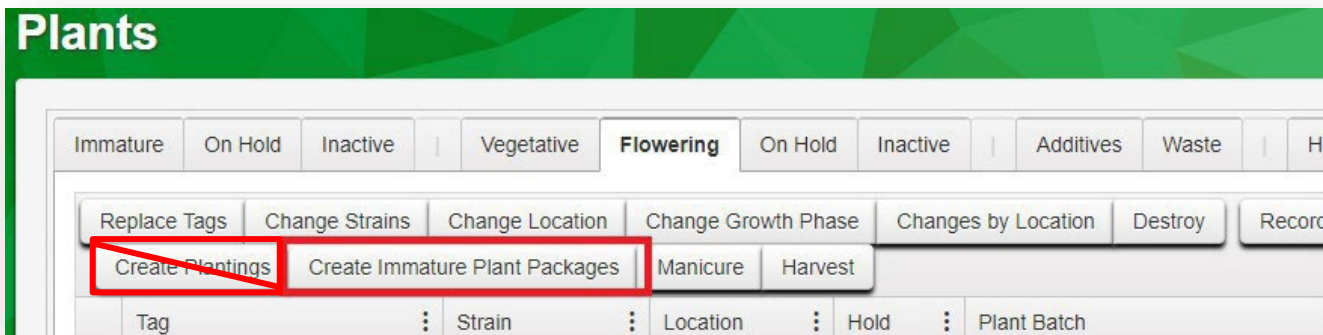 Plants
Immature On Hold Inactive | Vegetative Flowering On Hold Inactive | Additives Waste | H
Replace Tags Change Strains Change Location Change Growth Phase Changes by Location Destroy Record
Create Plantings Create Immature Plant Packages Manicure Harvest
Tag Strain Location Hold Plant Batch